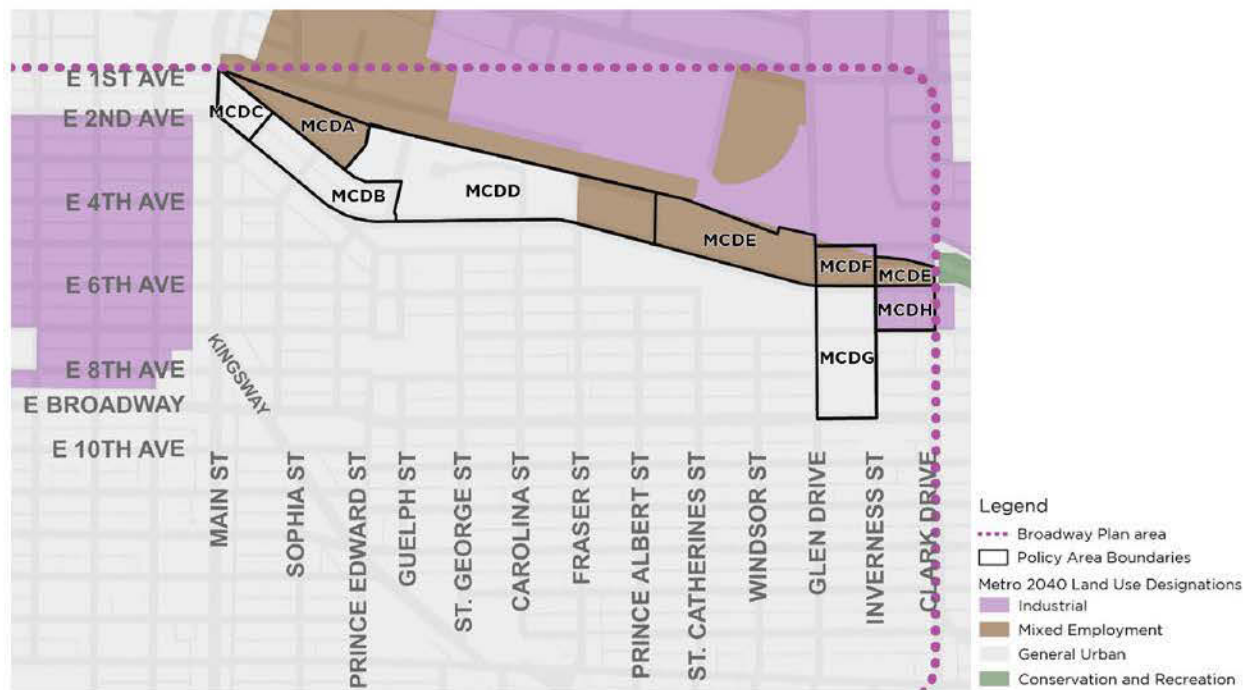 E 1ST AVE
E 2ND AVE
E 4TH AVE
E 6TH AVE
E 8TH AVE
E BROADWAY
E 10TH AVE
MCDC
MCDA
MCDB
MCDD
MCDE
MCDF
MCDE
MCDH
MCDG
KINGSWAY
MAIN ST
SOPHIA ST
PRINCE EDWARD ST
GUELPH ST
ST. GEORGE ST
CAROLINA ST
FRASER ST
PRINCE ALBERT ST
ST. CATHERINES ST
WINDSOR ST
GLEN DRIVE
INVERNESS ST
CLARK DRIVE
Legend
Broadway Plan area
Policy Area Boundaries
Metro 2040 Land Use Designations
Industrial
Mixed Employment
General Urban
Conservation and Recreation